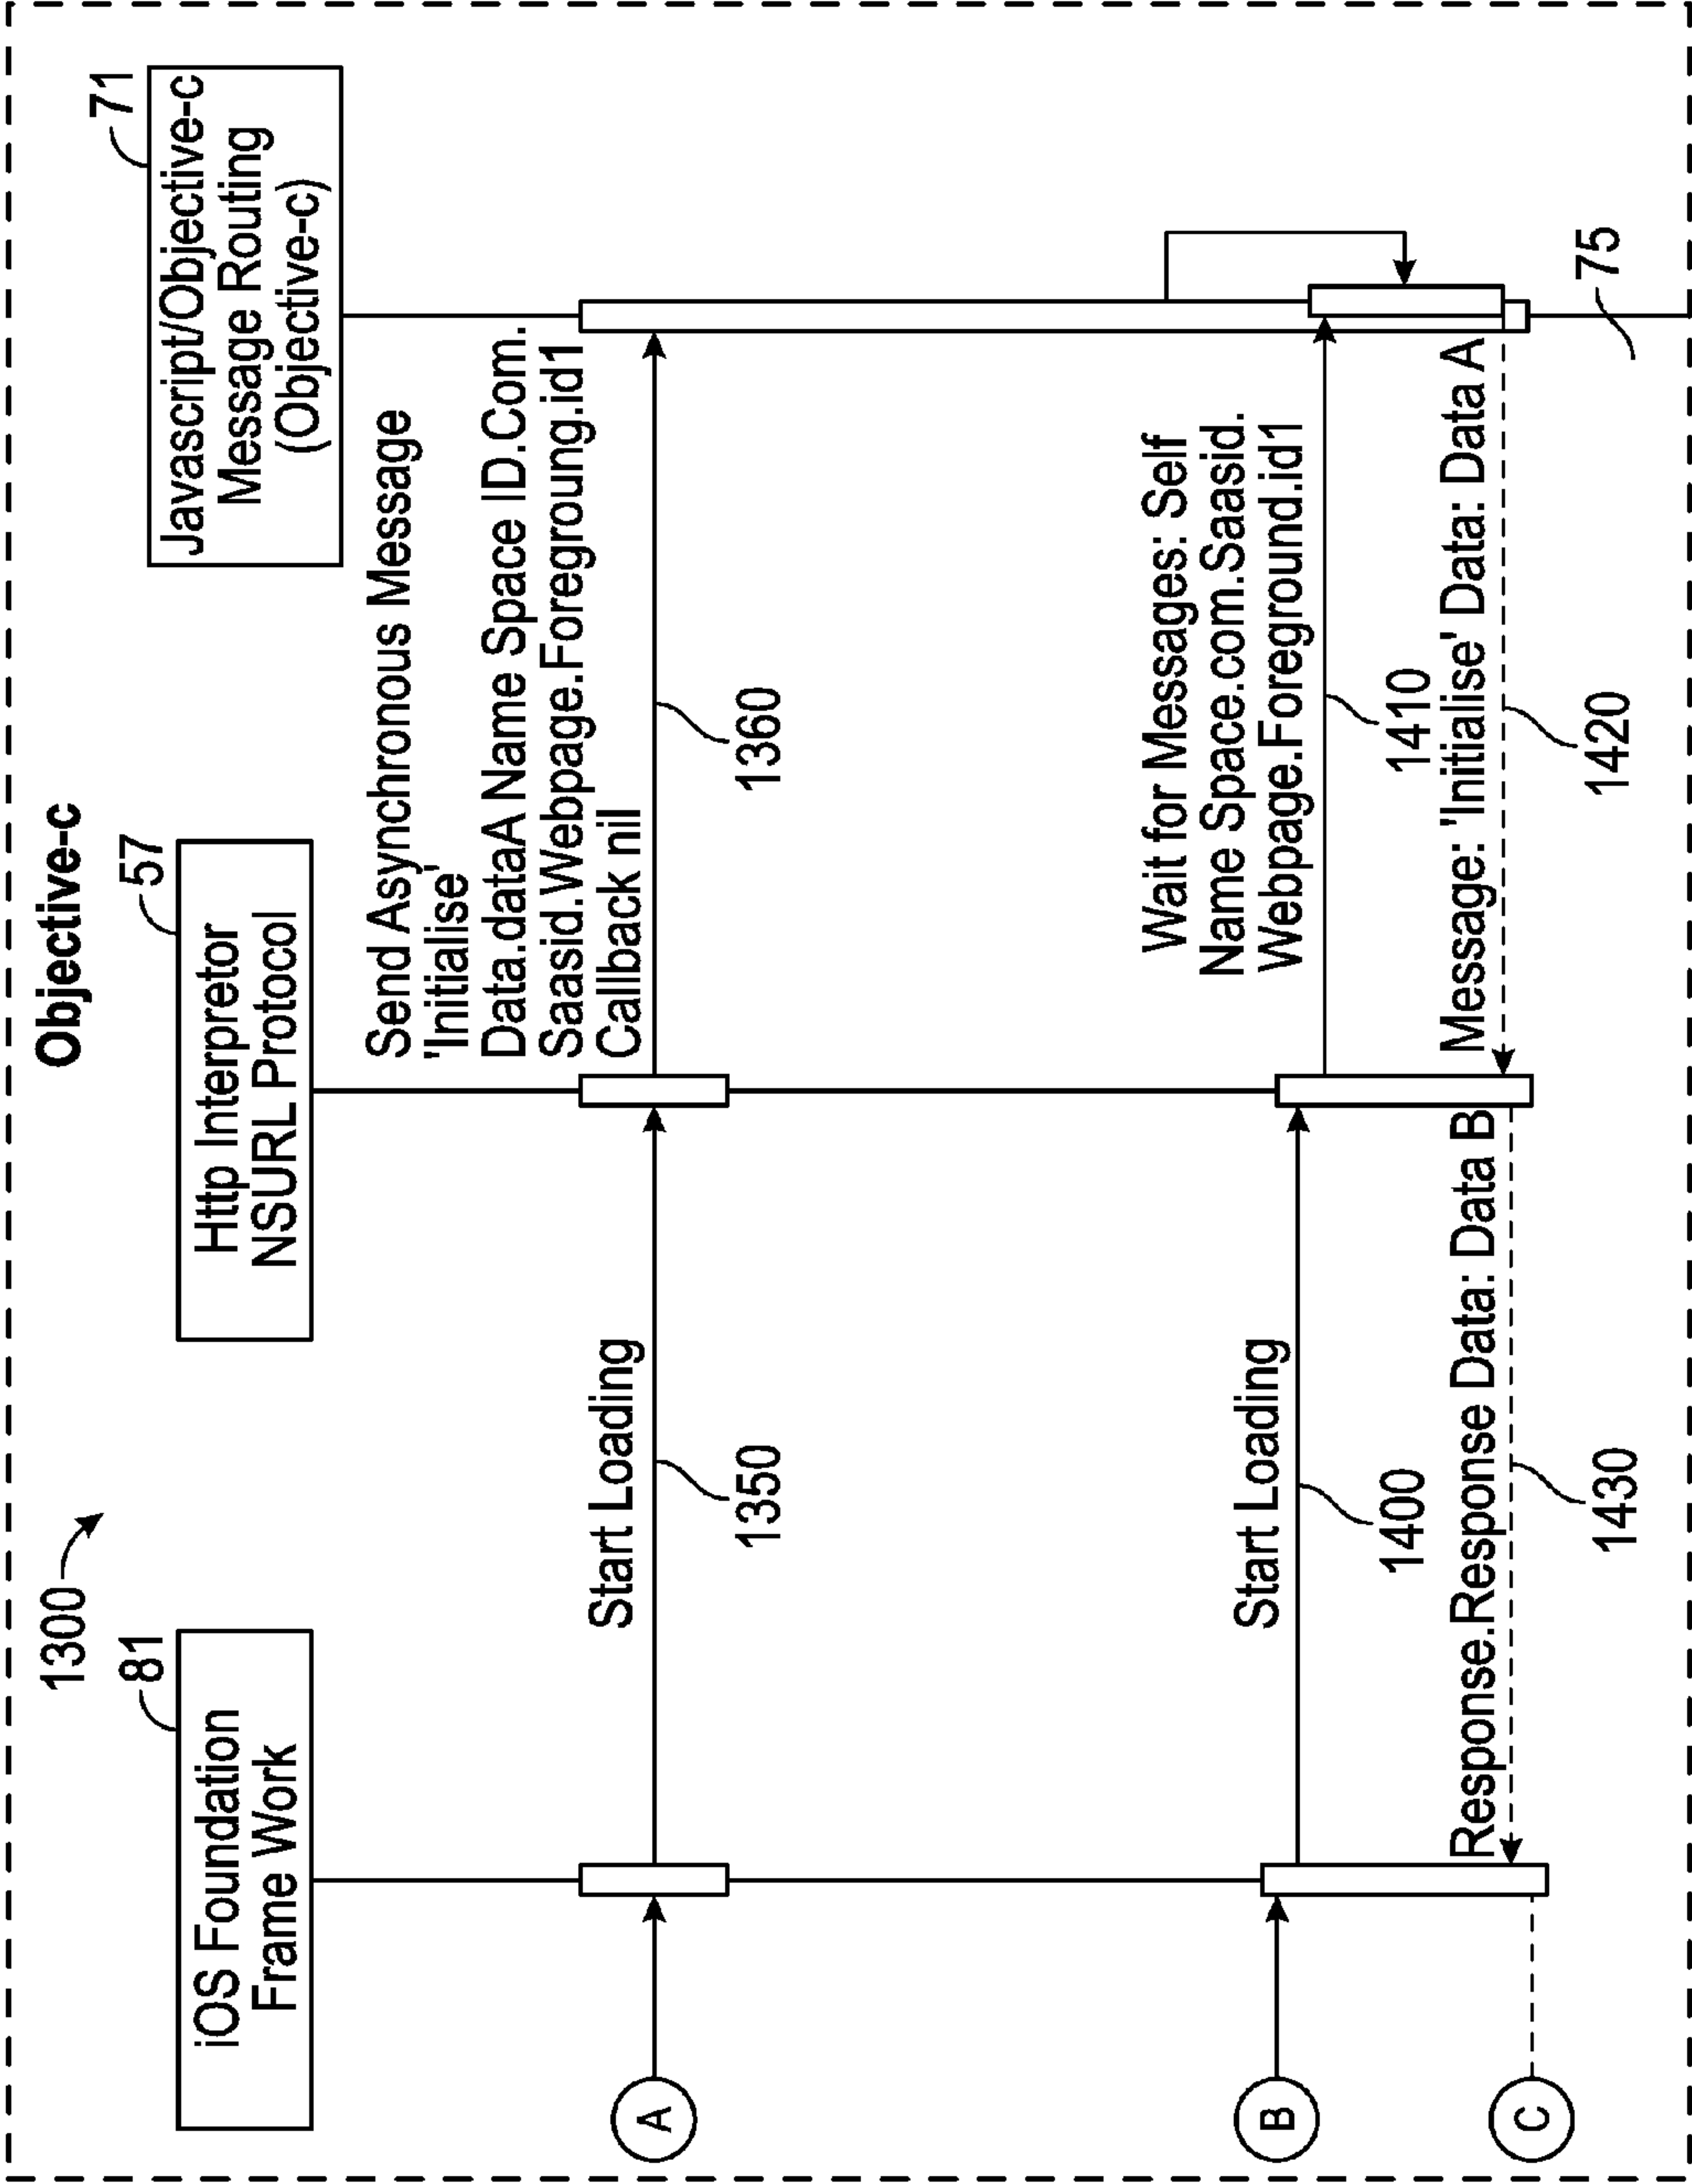 Objective-c
1300
81
iOS Foundation
Frame Work
57
Http Interpretor
NSURL Protocol
71
Javascript/Objective-c
Message Routing
(Objective-c)
Send Asynchronous Message
'Initialise'
Data.dataA Name Space ID.Com.
Saasid.Webpage.Foregroung.id1
Callback nil
A
Start Loading
1350
1360
Wait for Messages: Self
Name Space.com.Saasid.
Webpage.Foreground.id1
B
Start Loading
1400
1410
Message: 'Initialise' Data: Data A
1420
Response.Response Data: Data B
1430
C
75